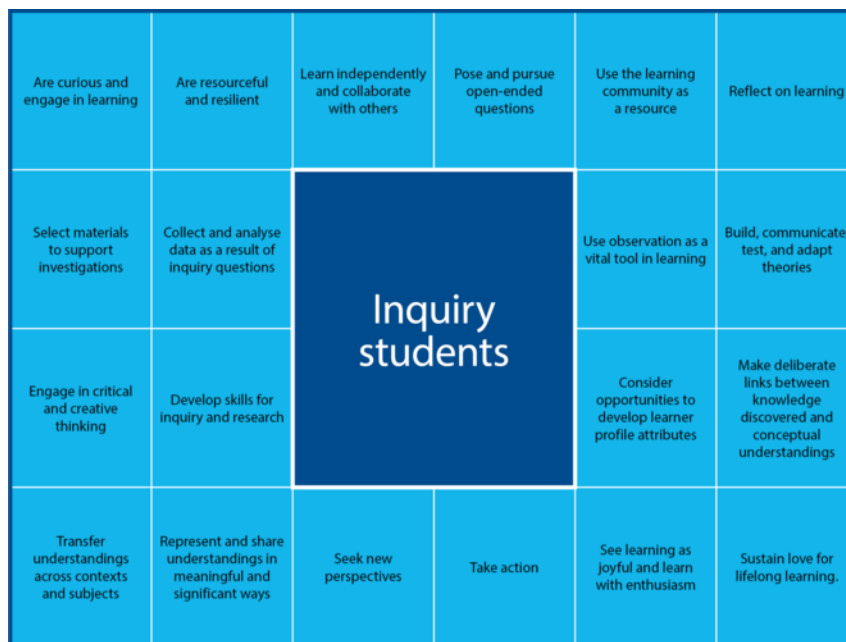 Are curious and
engage in learning
Are resourceful
and resilient
Learn independently
and collaborate
with others
Pose and pursue
open-ended
questions
Use the learning
community as
a resource
Reflect on learning
Select materials
to support
investigations
Collect and analyse
data as a result of
inquiry questions
Inquiry
students
Use observation as a
vital tool in learning
Build, communicate,
test, and adapt
theories
Engage in critical
and creative
thinking
Develop skills for
inquiry and research
Consider
opportunities to
develop learner
profile attributes
Make deliberate
links between
knowledge
discovered and
conceptual
understandings
Transfer
understandings
across contexts
and subjects
Represent and share
understandings in
meaningful and
significant ways
Seek new
perspectives
Take action
See learning as
joyful and learn
with enthusiasm
Sustain love for
lifelong learning.